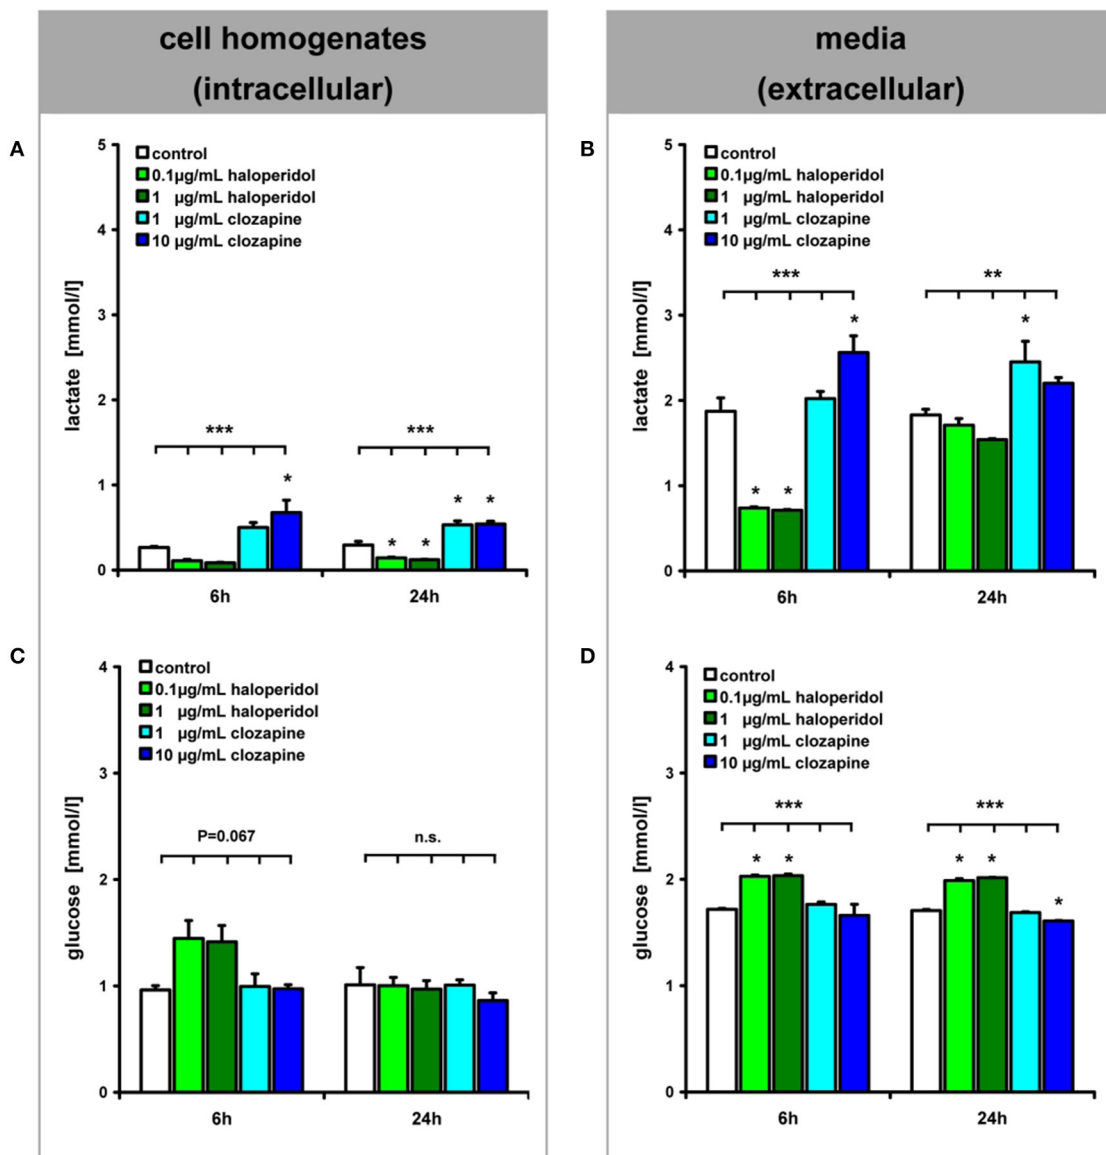 cell homogenates
(intracellular)
media
(extracellular)
A
5
4
3
2
1
0
lactate [mmol/l]
control
0.1µg/mL haloperidol
1 µg/mL haloperidol
1 µg/mL clozapine
10 µg/mL clozapine
***
***
*
*
*
*
*
6h
24h
B
5
4
3
2
1
0
lactate [mmol/l]
control
0.1µg/mL haloperidol
1 µg/mL haloperidol
1 µg/mL clozapine
10 µg/mL clozapine
***
**
*
*
*
*
6h
24h
C
4
3
2
1
0
glucose [mmol/l]
control
0.1µg/mL haloperidol
1 µg/mL haloperidol
1 µg/mL clozapine
10 µg/mL clozapine
P=0.067
n.s.
6h
24h
D
4
3
2
1
0
glucose [mmol/l]
control
0.1µg/mL haloperidol
1 µg/mL haloperidol
1 µg/mL clozapine
10 µg/mL clozapine
***
***
*
*
*
*
*
6h
24h